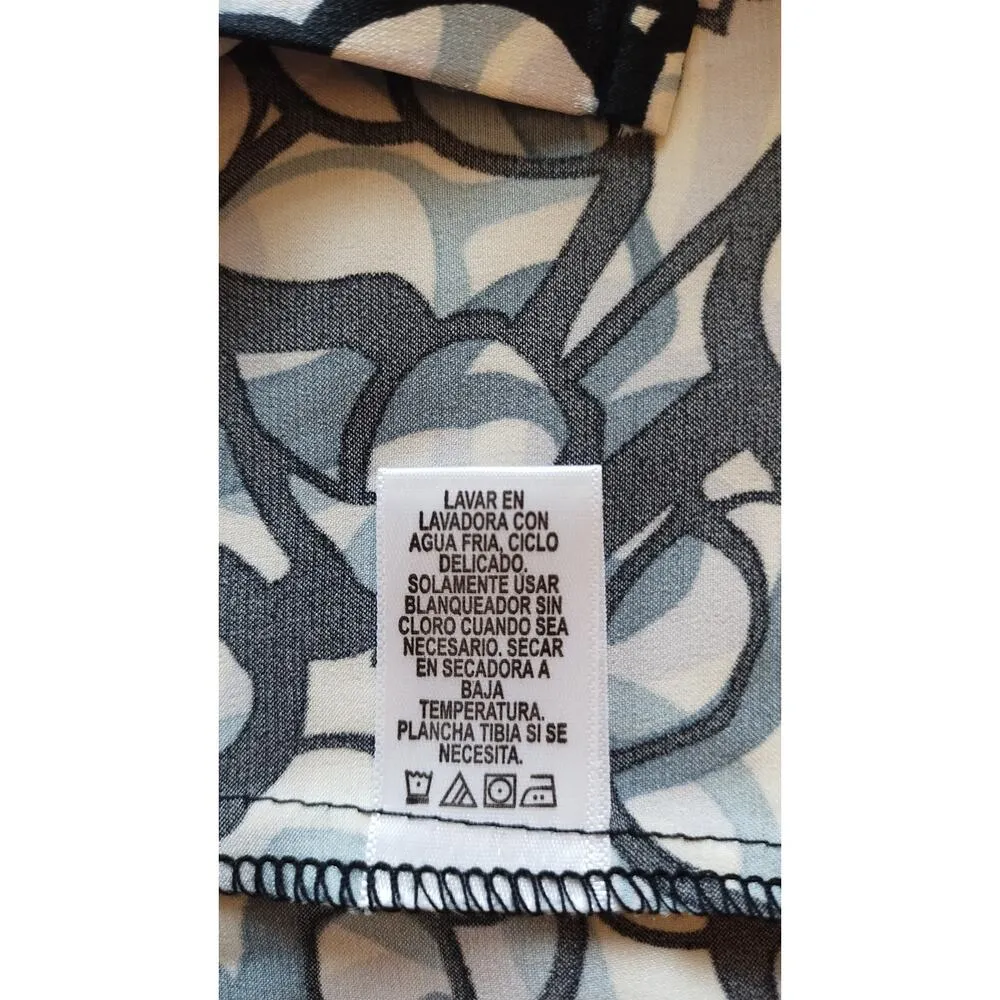 LAVAR EN
LAVADORA CON
AGUA FRIA, CICLO
DELICADO.
SOLAMENTE USAR
BLANQUEADOR SIN
CLORO CUANDO SEA
NECESARIO. SECAR
EN SECADORA A
BAJA
TEMPERATURA.
PLANCHA TIBIA SI SE
NECESITA.